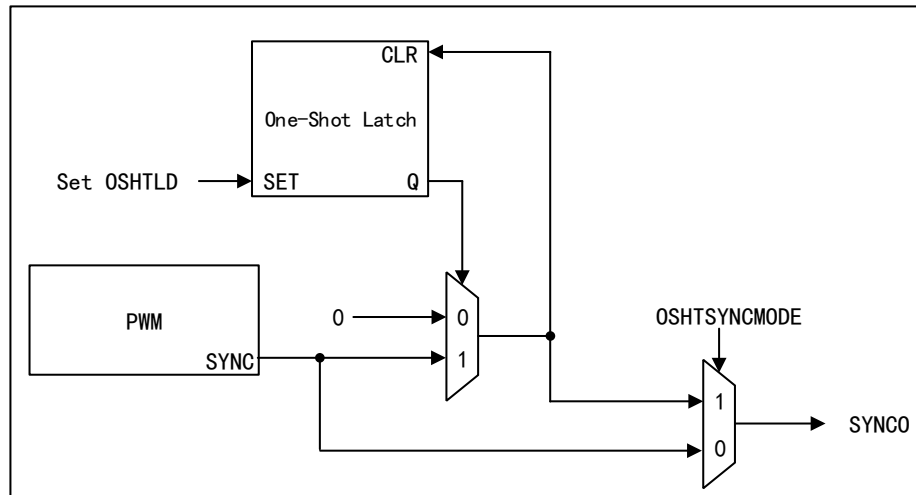 CLR
One-Shot Latch
Set OSHTLD
SET
Q
PWM
0
0
OSHTSYNCMODE
SYNC
1
1
SYNCO
0